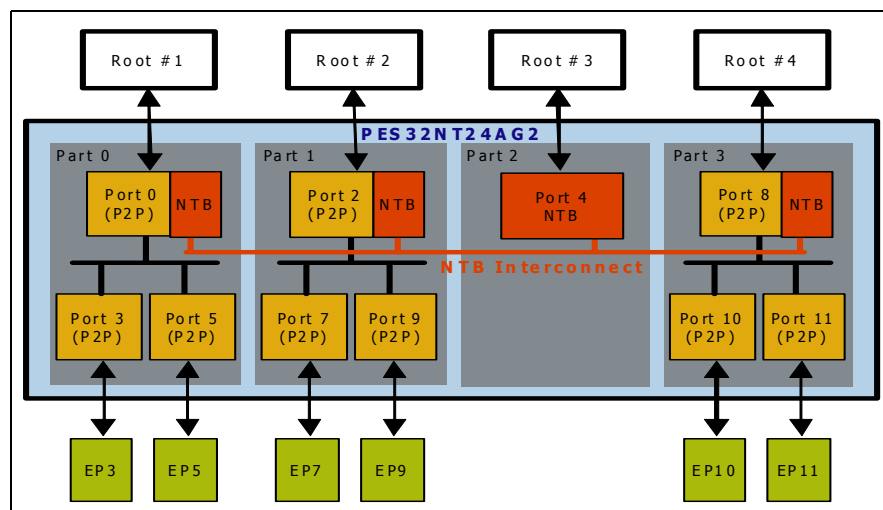 Root #1
Root #2
Root #3
Root #4
PES32NT24AG2
Part 0
Part 1
Part 2
Part 3
Port 0
(P2P)
NTB
Port 2
(P2P)
NTB
Port 4
NTB
Port 8
(P2P)
NTB
NTB Interconnect
Port 3
(P2P)
Port 5
(P2P)
Port 7
(P2P)
Port 9
(P2P)
Port 10
(P2P)
Port 11
(P2P)
EP3
EP5
EP7
EP9
EP10
EP11